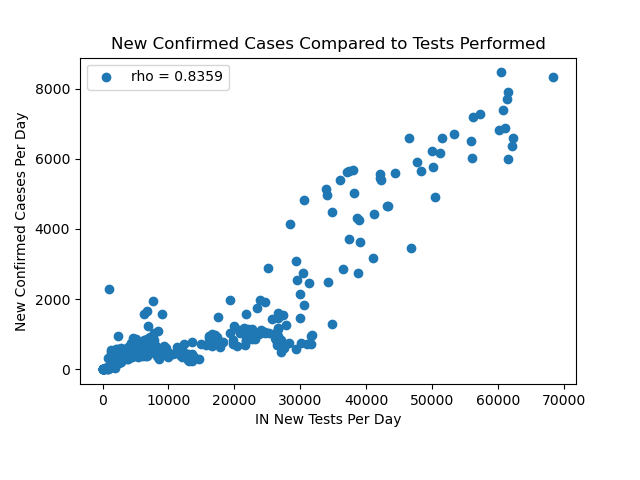 New Confirmed Cases Compared to Tests Performed
rho = 0.8359
New Confirmed Caeses Per Day
8000
6000
4000
2000
0
0 10000 20000 30000 40000 50000 60000 70000
IN New Tests Per Day